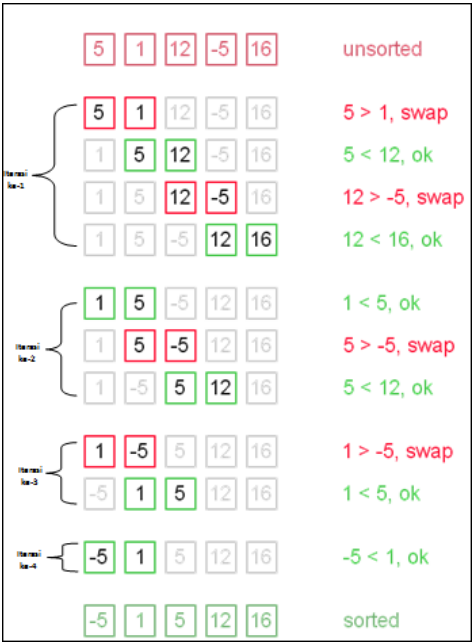 5 1 12 -5 16 unsorted
5 1 12 -5 16 5 > 1, swap
1 5 12 -5 16 5 < 12, ok
Iterasi ke-1
1 5 12 -5 16 12 > -5, swap
1 5 -5 12 16 12 < 16, ok
1 5 -5 12 16 1 < 5, ok
Iterasi ke-2
1 5 -5 12 16 5 > -5, swap
1 -5 5 12 16 5 < 12, ok
1 -5 5 12 16 1 > -5, swap
Iterasi ke-3
-5 1 5 12 16 1 < 5, ok
Iterasi ke-4
-5 1 5 12 16 -5 < 1, ok
-5 1 5 12 16 sorted